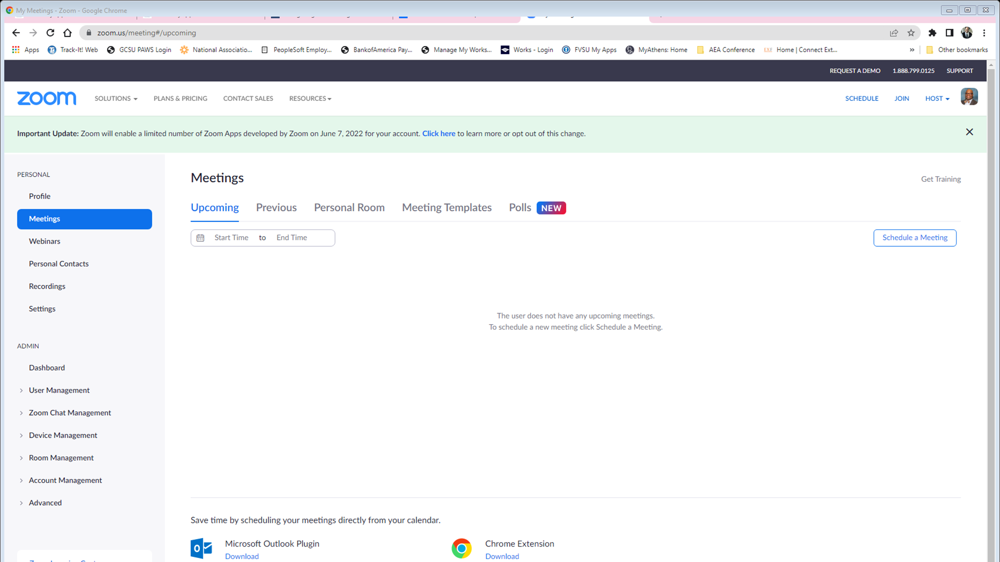 My Meetings - Zoom - Google Chrome
zoom.us/meeting#/upcoming
Apps Track-It! Web GCSU PAWS Login National Associatio... PeopleSoft Employ... BankofAmerica Pay... Manage My Works... Works - Login FVSU My Apps MyAthens: Home AEA Conference EXF Home | Connect Ext... » Other bookmarks
REQUEST A DEMO 1.888.799.0125 SUPPORT
zoom SOLUTIONS PLANS & PRICING CONTACT SALES RESOURCES SCHEDULE JOIN HOST
Important Update: Zoom will enable a limited number of Zoom Apps developed by Zoom on June 7, 2022 for your account. Click here to learn more or opt out of this change.
PERSONAL
Profile
Meetings
Webinars
Personal Contacts
Recordings
Settings
ADMIN
Dashboard
User Management
Zoom Chat Management
Device Management
Room Management
Account Management
Advanced
Meetings
Get Training
Upcoming Previous Personal Room Meeting Templates Polls NEW
Start Time to End Time
Schedule a Meeting
The user does not have any upcoming meetings.
To schedule a new meeting click Schedule a Meeting.
Save time by scheduling your meetings directly from your calendar.
Microsoft Outlook Plugin
Download
Chrome Extension
Download